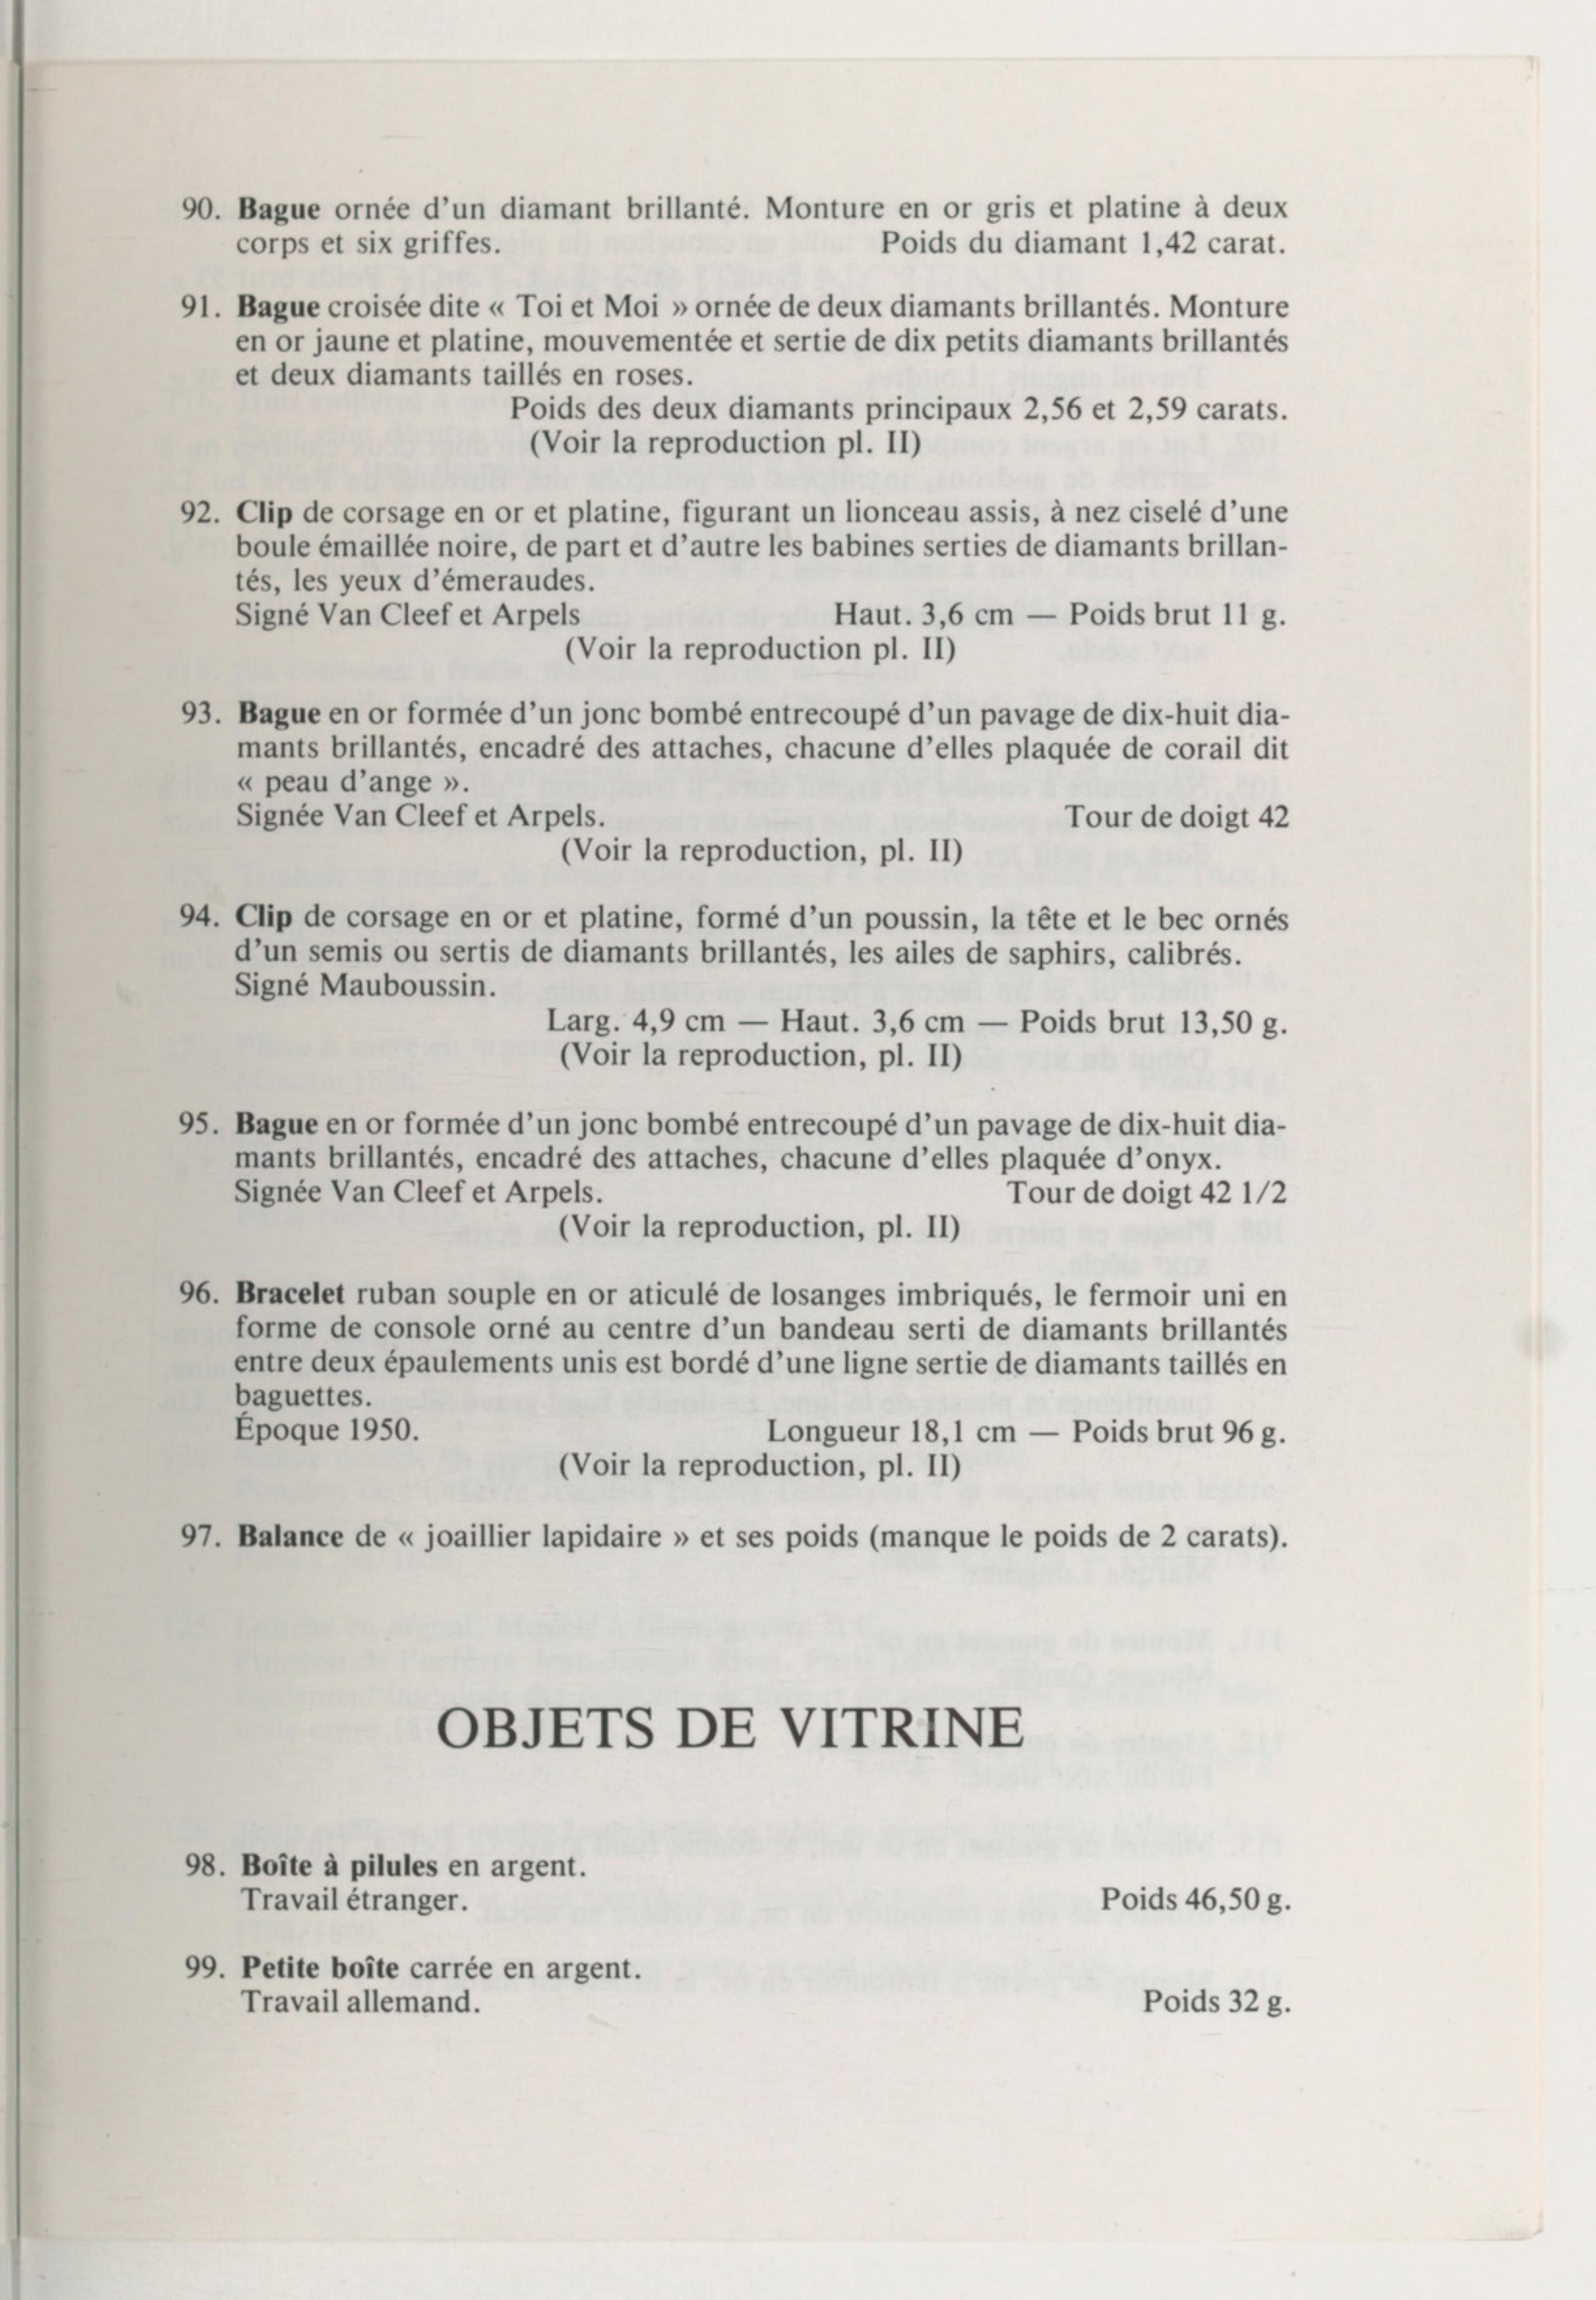 90. Bague ornée d'un diamant brillanté. Monture en or gris et platine à deux
corps et six griffes. Poids du diamant 1,42 carat.
91. Bague croisée dite « Toi et Moi » ornée de deux diamants brillantés. Monture
en or jaune et platine, mouvementée et sertie de dix petits diamants brillantés
et deux diamants taillés en roses.
Poids des deux diamants principaux 2,56 et 2,59 carats.
(Voir la reproduction pl. II)
92. Clip de corsage en or et platine, figurant un lionceau assis, à nez ciselé d'une
boule émaillée noire, de part et d'autre les babines serties de diamants brillan-
tés, les yeux d'émeraudes.
Signé Van Cleef et Arpels Haut. 3,6 cm — Poids brut 11 g.
(Voir la reproduction pl. II)
93. Bague en or formée d'un jonc bombé entrecoupé d'un pavage de dix-huit dia-
mants brillantés, encadré des attaches, chacune d'elles plaquée de corail dit
« peau d'ange ».
Signée Van Cleef et Arpels. Tour de doigt 42
(Voir la reproduction, pl. II)
94. Clip de corsage en or et platine, formé d'un poussin, la tête et le bec ornés
d'un semis ou sertis de diamants brillantés, les ailes de saphirs, calibrés.
Signé Mauboussin.
Larg. 4,9 cm — Haut. 3,6 cm — Poids brut 13,50 g.
(Voir la reproduction, pl. II)
95. Bague en or formée d'un jonc bombé entrecoupé d'un pavage de dix-huit dia-
mants brillantés, encadré des attaches, chacune d'elles plaquée d'onyx.
Signée Van Cleef et Arpels. Tour de doigt 42 1/2
(Voir la reproduction, pl. II)
96. Bracelet ruban souple en or aticulé de losanges imbriqués, le fermoir uni en
forme de console orné au centre d'un bandeau serti de diamants brillantés
entre deux épaulements unis est bordé d'une ligne sertie de diamants taillés en
baguettes.
Époque 1950. Longueur 18,1 cm — Poids brut 96 g.
(Voir la reproduction, pl. II)
97. Balance de « joaillier lapidaire » et ses poids (manque le poids de 2 carats).
OBJETS DE VITRINE
98. Boîte à pilules en argent.
Travail étranger. Poids 46,50 g.
99. Petite boîte carrée en argent.
Travail allemand. Poids 32 g.